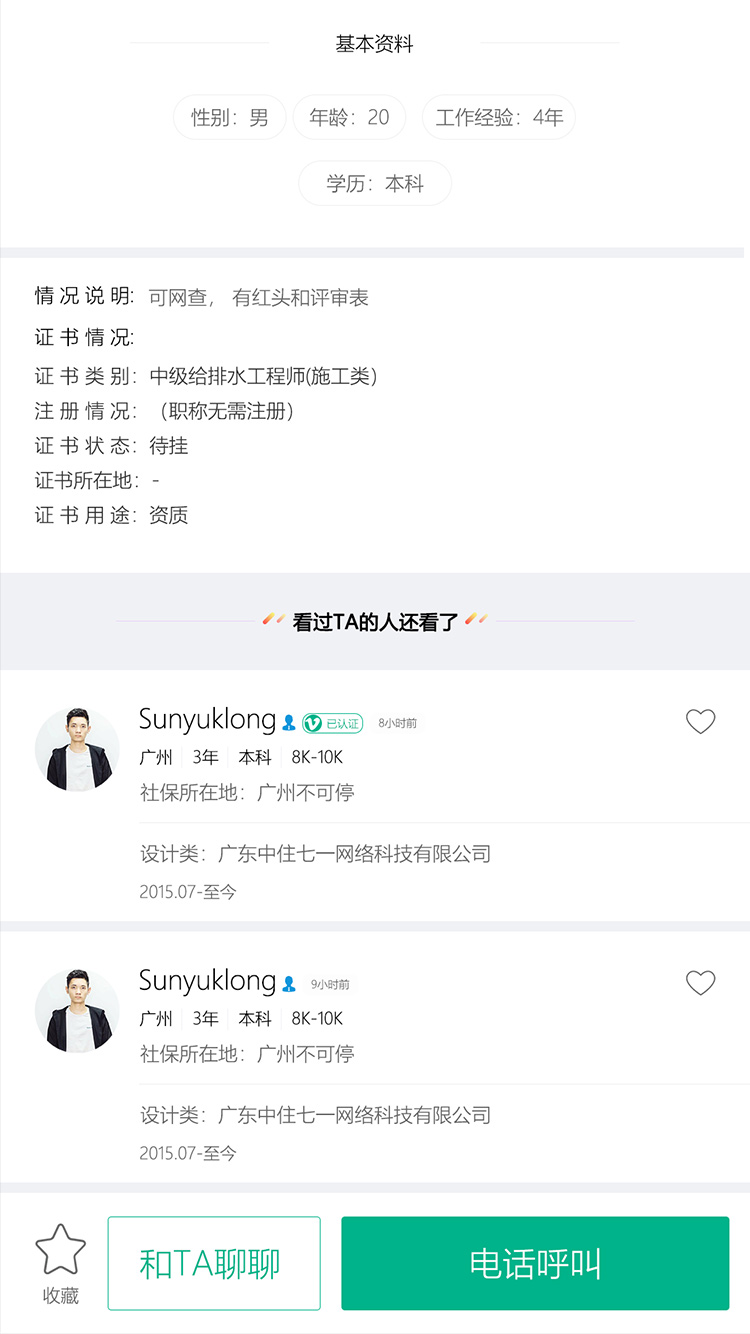 基本资料
性别：男 年龄：20 工作经验：4年
学历：本科
情况说明: 可网查， 有红头和评审表
证书情况:
证书类别：中级给排水工程师(施工类)
注册情况：（职称无需注册）
证书状态：待挂
证书所在地：-
证书用途：资质
看过TA的人还看了
Sunyuklong 已认证 8小时前
广州 3年 本科 8K-10K
社保所在地：广州不可停
设计类：广东中住七一网络科技有限公司
2015.07-至今
Sunyuklong 9小时前
广州 3年 本科 8K-10K
社保所在地：广州不可停
设计类：广东中住七一网络科技有限公司
2015.07-至今
收藏 和TA聊聊 电话呼叫